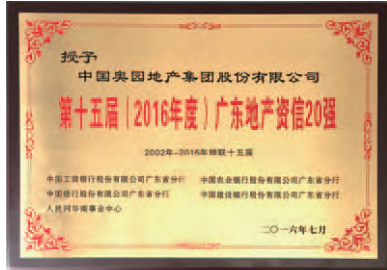 授予
中国奥园地产集团股份有限公司
第十五届（2016年度）广东地产资信20强
2002年-2016年蝉联十五届
中国工商银行股份有限公司广东省分行 中国农业银行股份有限公司广东省分行
中国银行股份有限公司广东省分行 中国建设银行股份有限公司广东省分行
人民网华南事业中心
二〇一六年七月